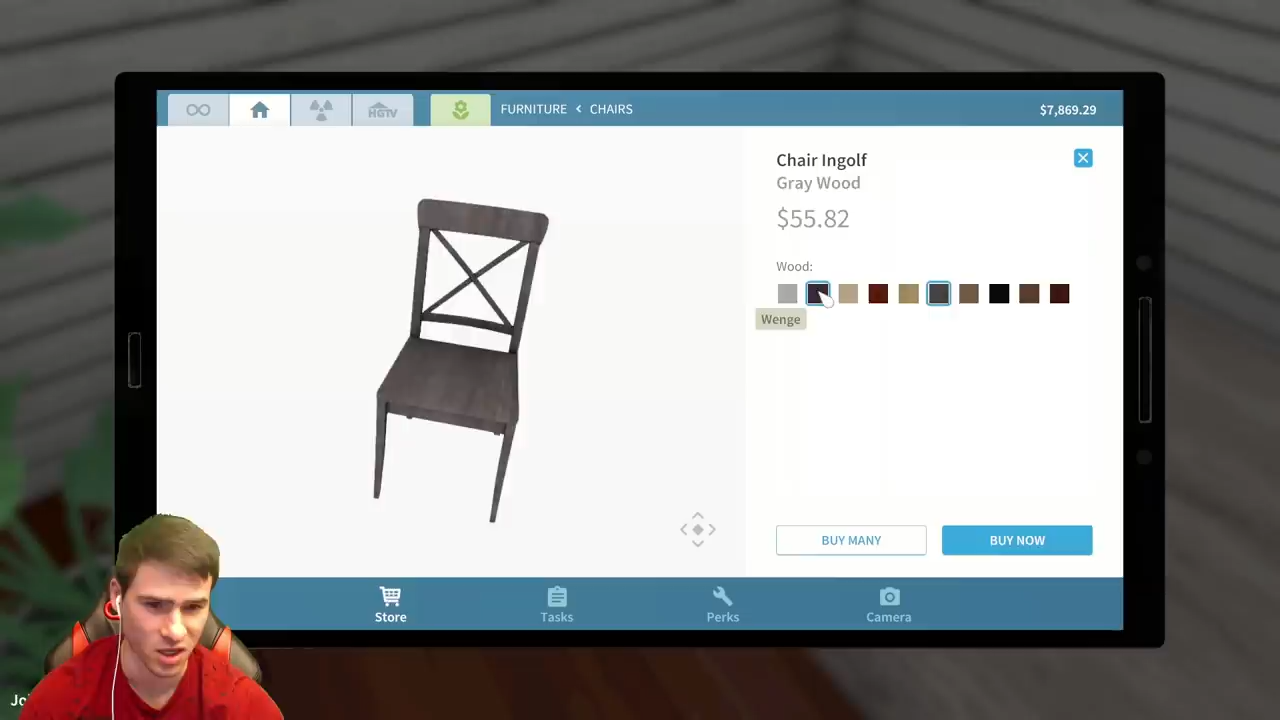 HGTV
FURNITURE < CHAIRS
$7,869.29
Chair Ingolf
Gray Wood
$55.82
Wood:
Wenge
BUY MANY
BUY NOW
Store
Tasks
Perks
Camera